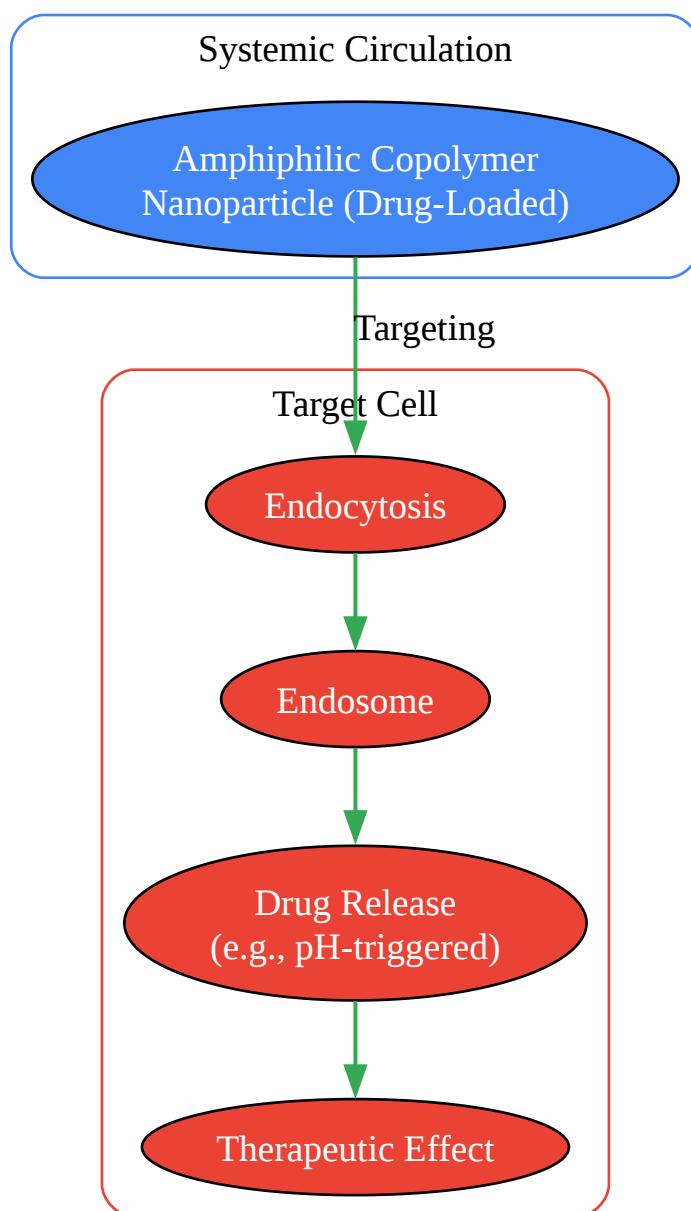 Systemic Circulation
Amphiphilic Copolymer
Nanoparticle (Drug-Loaded)
Targeting
Target Cell
Endocytosis
Endosome
Drug Release
(e.g., pH-triggered)
Therapeutic Effect